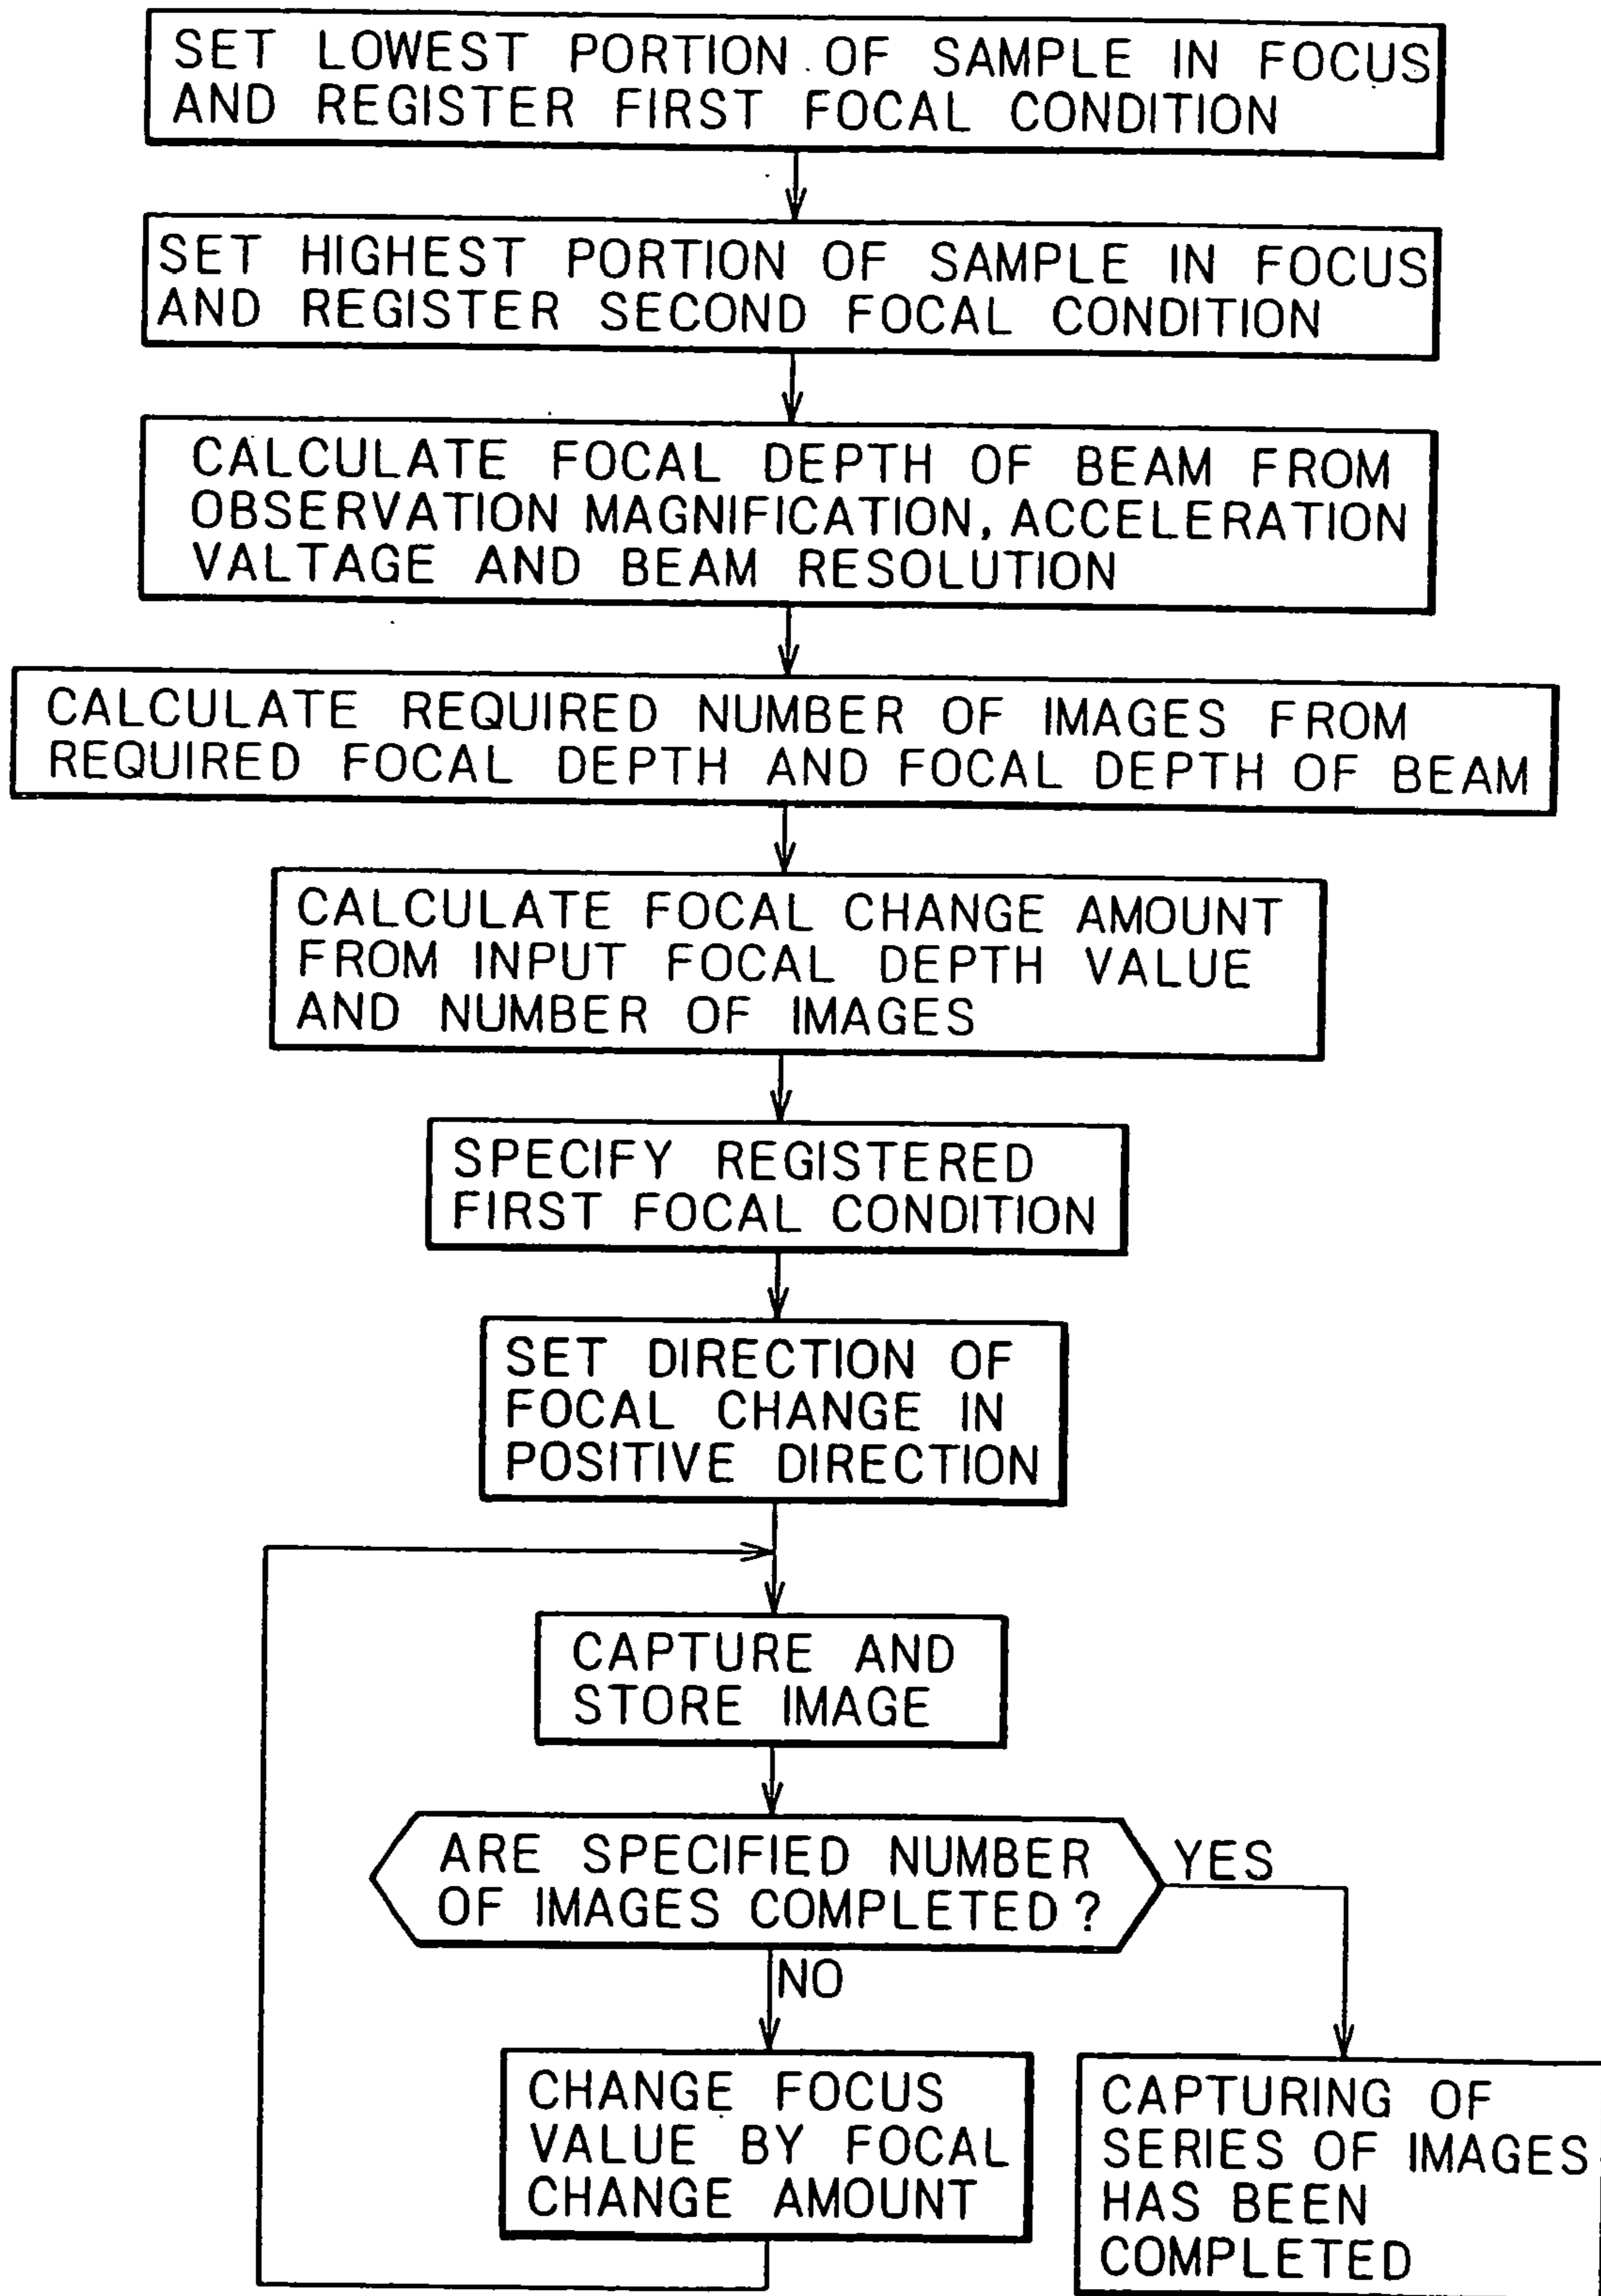 SET LOWEST PORTION OF SAMPLE IN FOCUS
AND REGISTER FIRST FOCAL CONDITION
SET HIGHEST PORTION OF SAMPLE IN FOCUS
AND REGISTER SECOND FOCAL CONDITION
CALCULATE FOCAL DEPTH OF BEAM FROM
OBSERVATION MAGNIFICATION, ACCELERATION
VALTAGE AND BEAM RESOLUTION
CALCULATE REQUIRED NUMBER OF IMAGES FROM
REQUIRED FOCAL DEPTH AND FOCAL DEPTH OF BEAM
CALCULATE FOCAL CHANGE AMOUNT
FROM INPUT FOCAL DEPTH VALUE
AND NUMBER OF IMAGES
SPECIFY REGISTERED
FIRST FOCAL CONDITION
SET DIRECTION OF
FOCAL CHANGE IN
POSITIVE DIRECTION
CAPTURE AND
STORE IMAGE
ARE SPECIFIED NUMBER
OF IMAGES COMPLETED?
YES
NO
CHANGE FOCUS
VALUE BY FOCAL
CHANGE AMOUNT
CAPTURING OF
SERIES OF IMAGES
HAS BEEN
COMPLETED